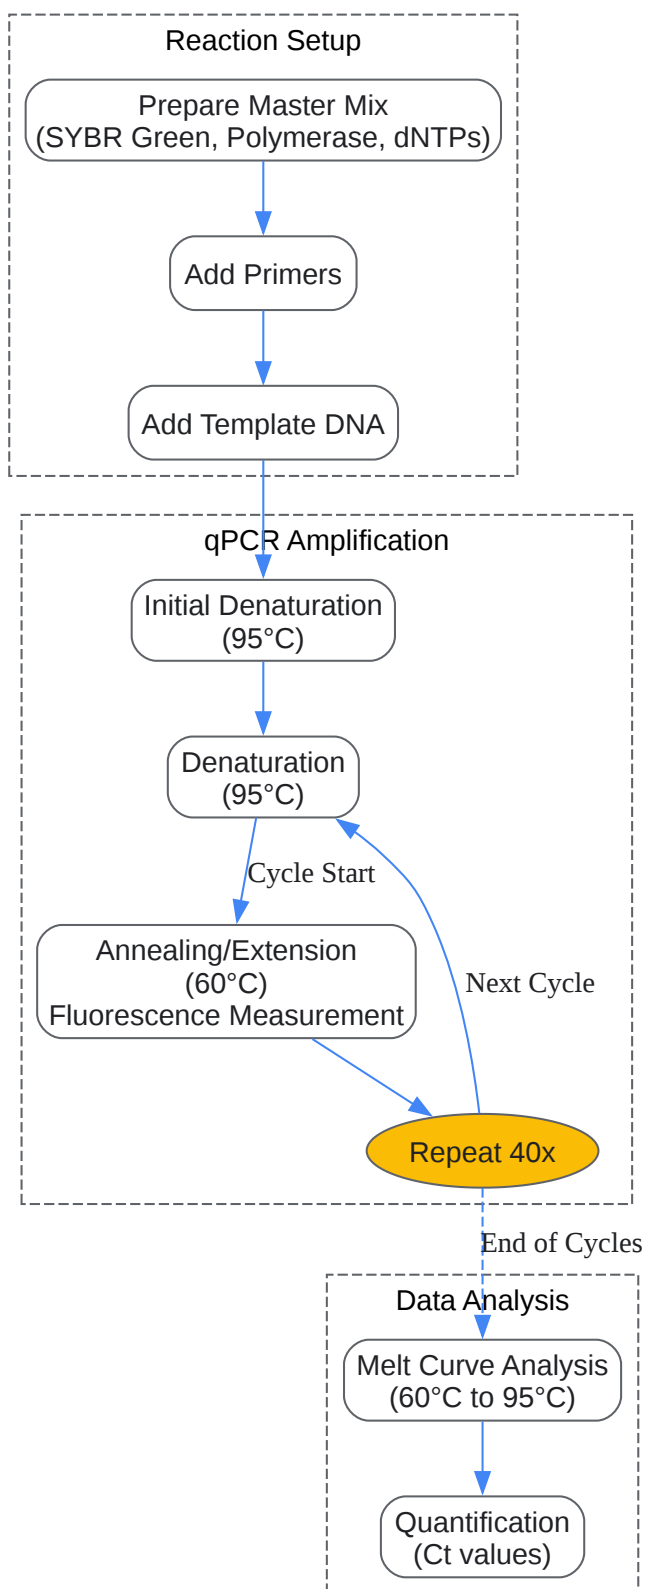 Reaction Setup
Prepare Master Mix
(SYBR Green, Polymerase, dNTPs)
Add Primers
Add Template DNA
qPCR Amplification
Initial Denaturation
(95°C)
Denaturation
(95°C)
Cycle Start
Annealing/Extension
(60°C)
Fluorescence Measurement
Next Cycle
Repeat 40x
End of Cycles
Data Analysis
Melt Curve Analysis
(60°C to 95°C)
Quantification
(Ct values)